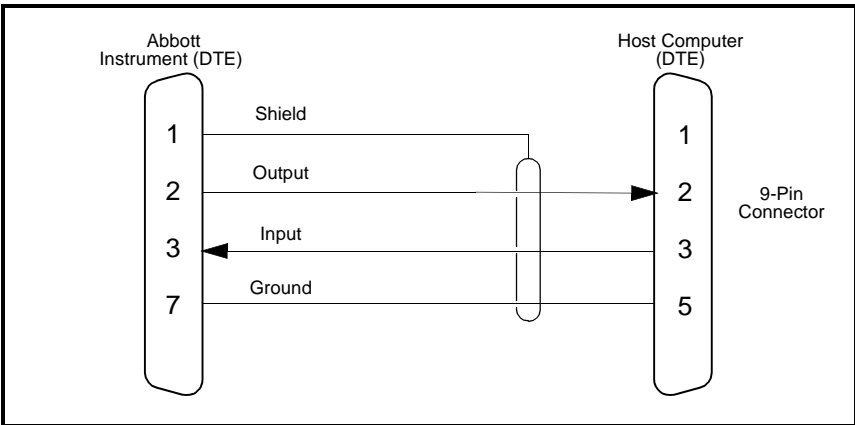 Abbott
Instrument (DTE)
Host Computer
(DTE)
1
Shield
1
2
Output
2
9-Pin
Connector
3
Input
3
7
Ground
5